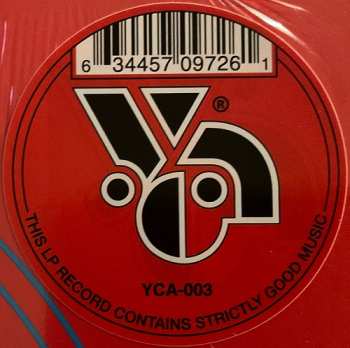 6 34457 09726 1
®
YCA-003
THIS LP RECORD CONTAINS STRICTLY GOOD MUSIC